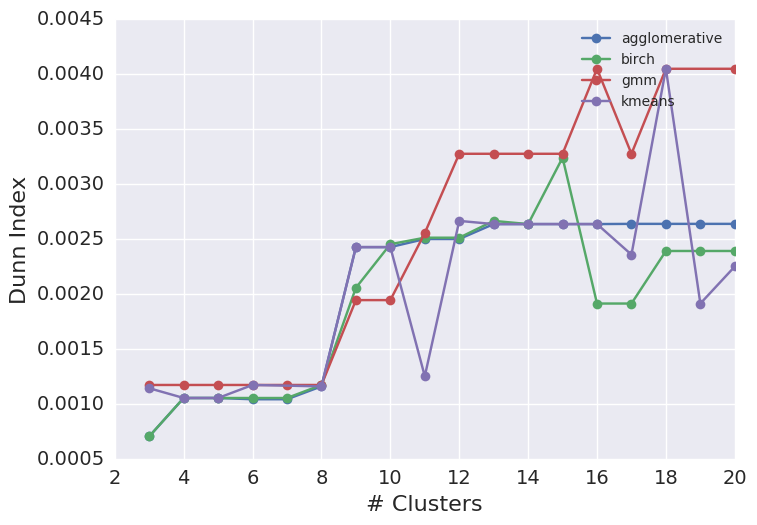 0.0045
0.0040
0.0035
0.0030
0.0025
0.0020
0.0015
0.0010
0.0005
Dunn Index
agglomerative
birch
gmm
kmeans
2 4 6 8 10 12 14 16 18 20
# Clusters